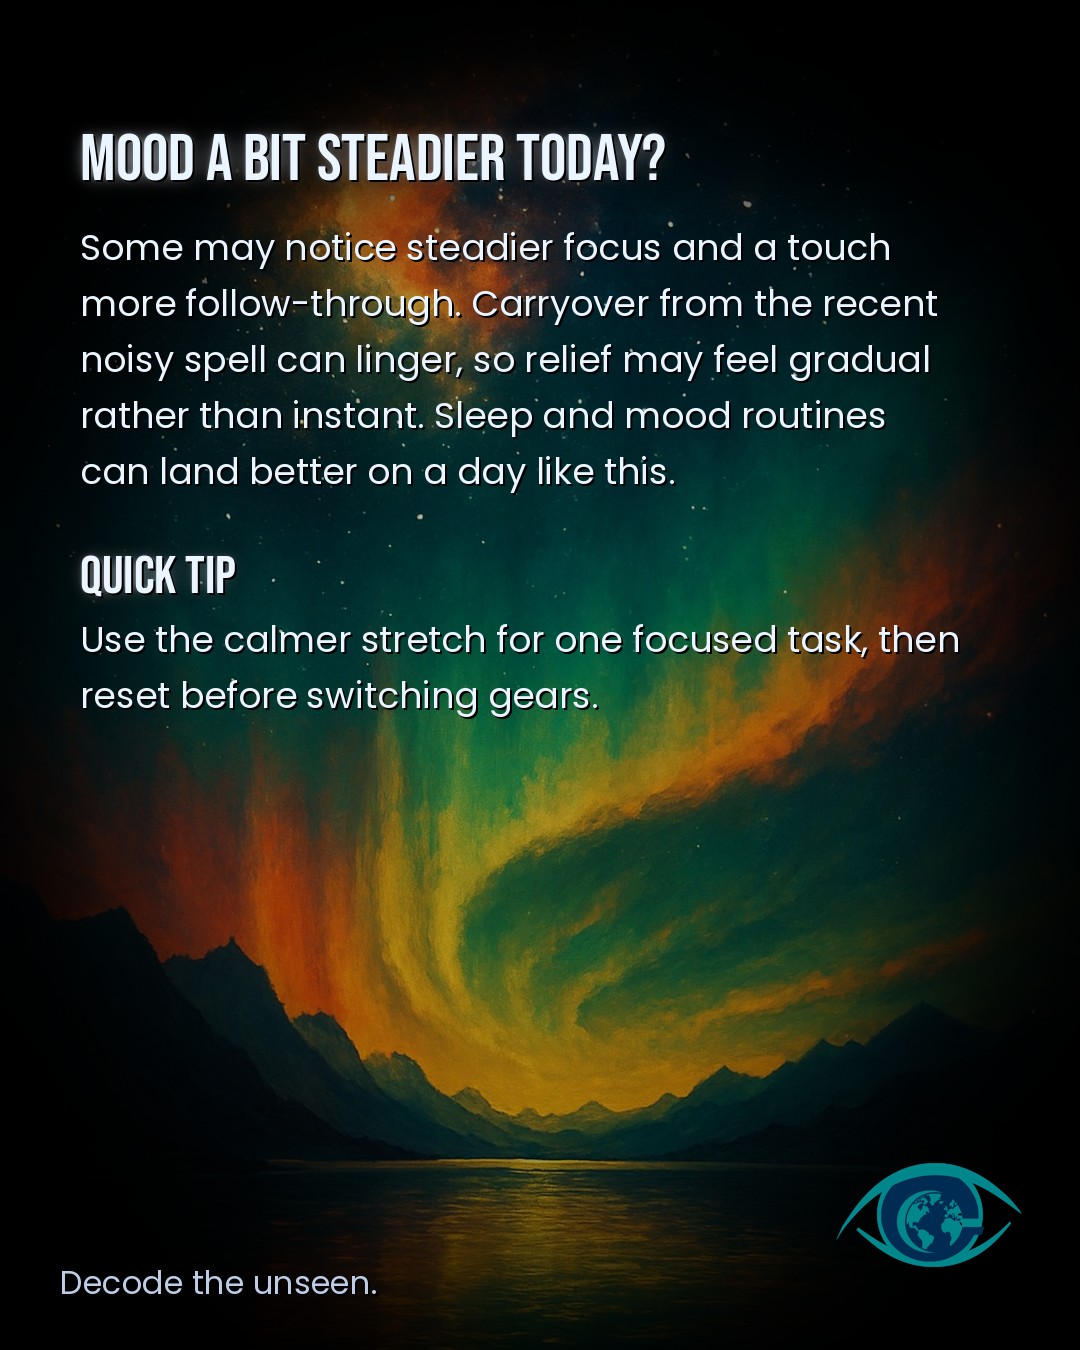 MOOD A BIT STEADIER TODAY?
Some may notice steadier focus and a touch
more follow-through. Carryover from the recent
noisy spell can linger, so relief may feel gradual
rather than instant. Sleep and mood routines
can land better on a day like this.
QUICK TIP
Use the calmer stretch for one focused task, then
reset before switching gears.
Decode the unseen.